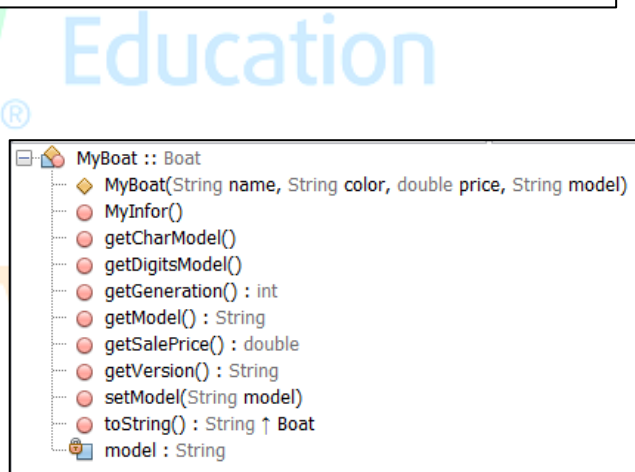 Education
®
MyBoat :: Boat
MyBoat(String name, String color, double price, String model)
MyInfor()
getCharModel()
getDigitsModel()
getGeneration() : int
getModel() : String
getSalePrice() : double
getVersion() : String
setModel(String model)
toString() : String ↑ Boat
model : String